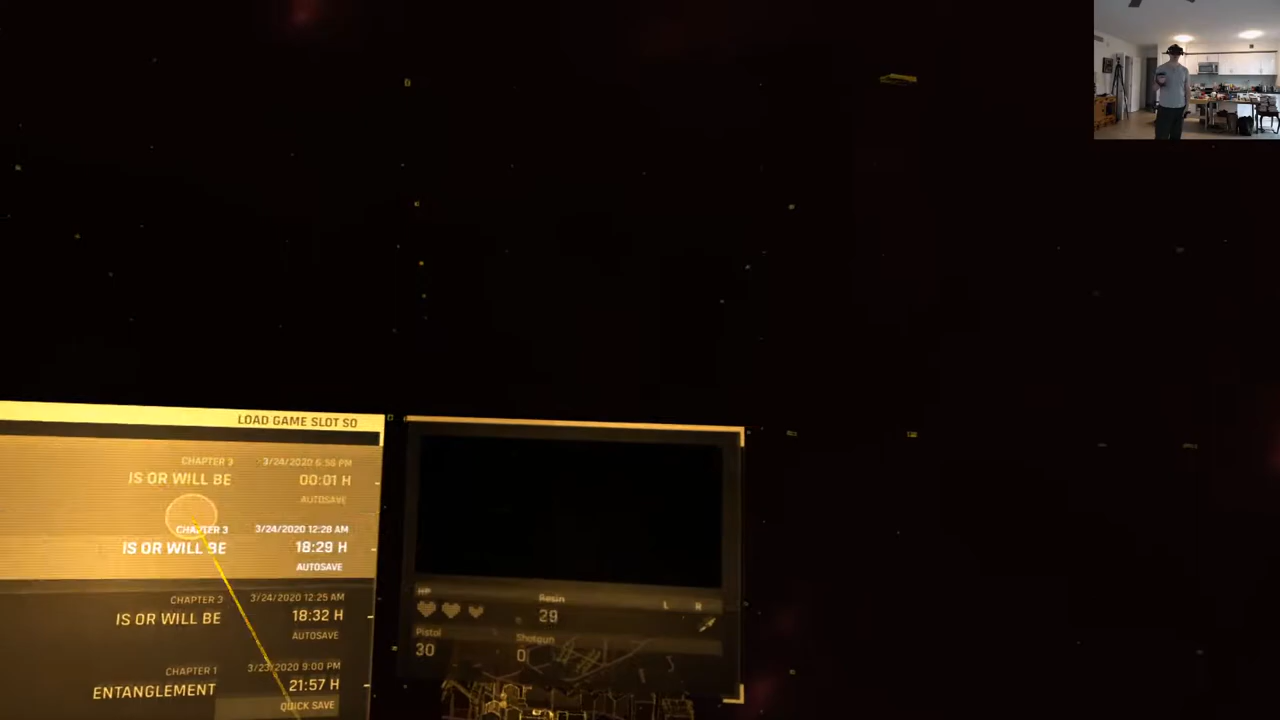 LOAD GAME SLOT SO
CHAPTER 3 3/24/2020 6:56 PM
IS OR WILL BE 00:01 H
AUTOSAVE
CHAPTER 3 3/24/2020 12:28 AM
IS OR WILL BE 18:29 H
AUTOSAVE
CHAPTER 3 3/24/2020 12:25 AM
IS OR WILL BE 18:32 H
AUTOSAVE
CHAPTER 1 3/23/2020 9:00 PM
ENTANGLEMENT 21:57 H
QUICK SAVE
HP Resin L R
29
Pistol Shotgun
30 0